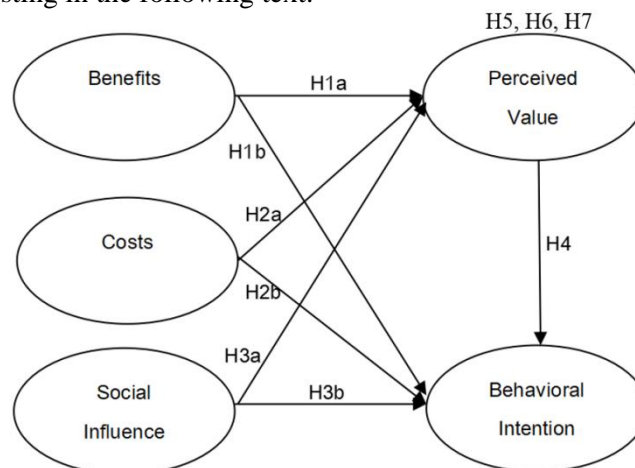 sting in the following text.
H5, H6, H7
Benefits
H1a
Perceived
Value
H1b
H2a
Costs
H4
H2b
H3a
Social
Influence
H3b
Behavioral
Intention